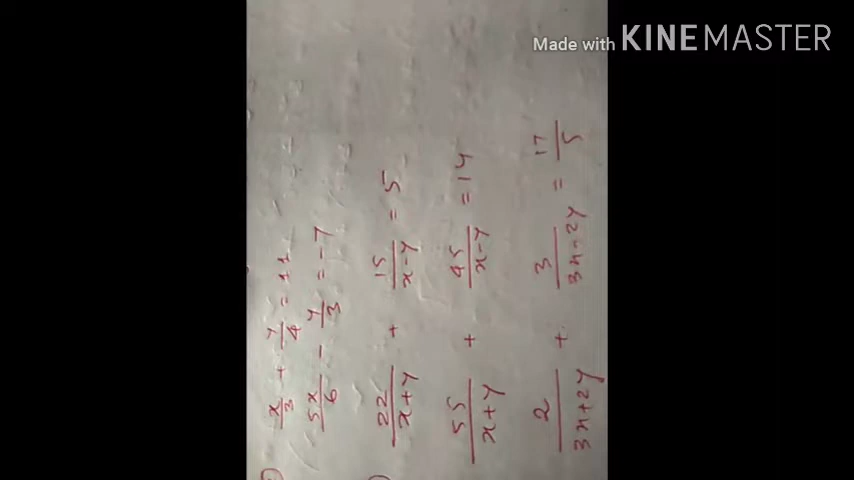 Made with KINEMASTER
x/3 + y/4 = 11
5x/6 - y/3 = -7
22/x+y + 15/x-y = 5
55/x+y + 45/x-y = 14
2/3x+2y + 3/3x-2y = 17/5